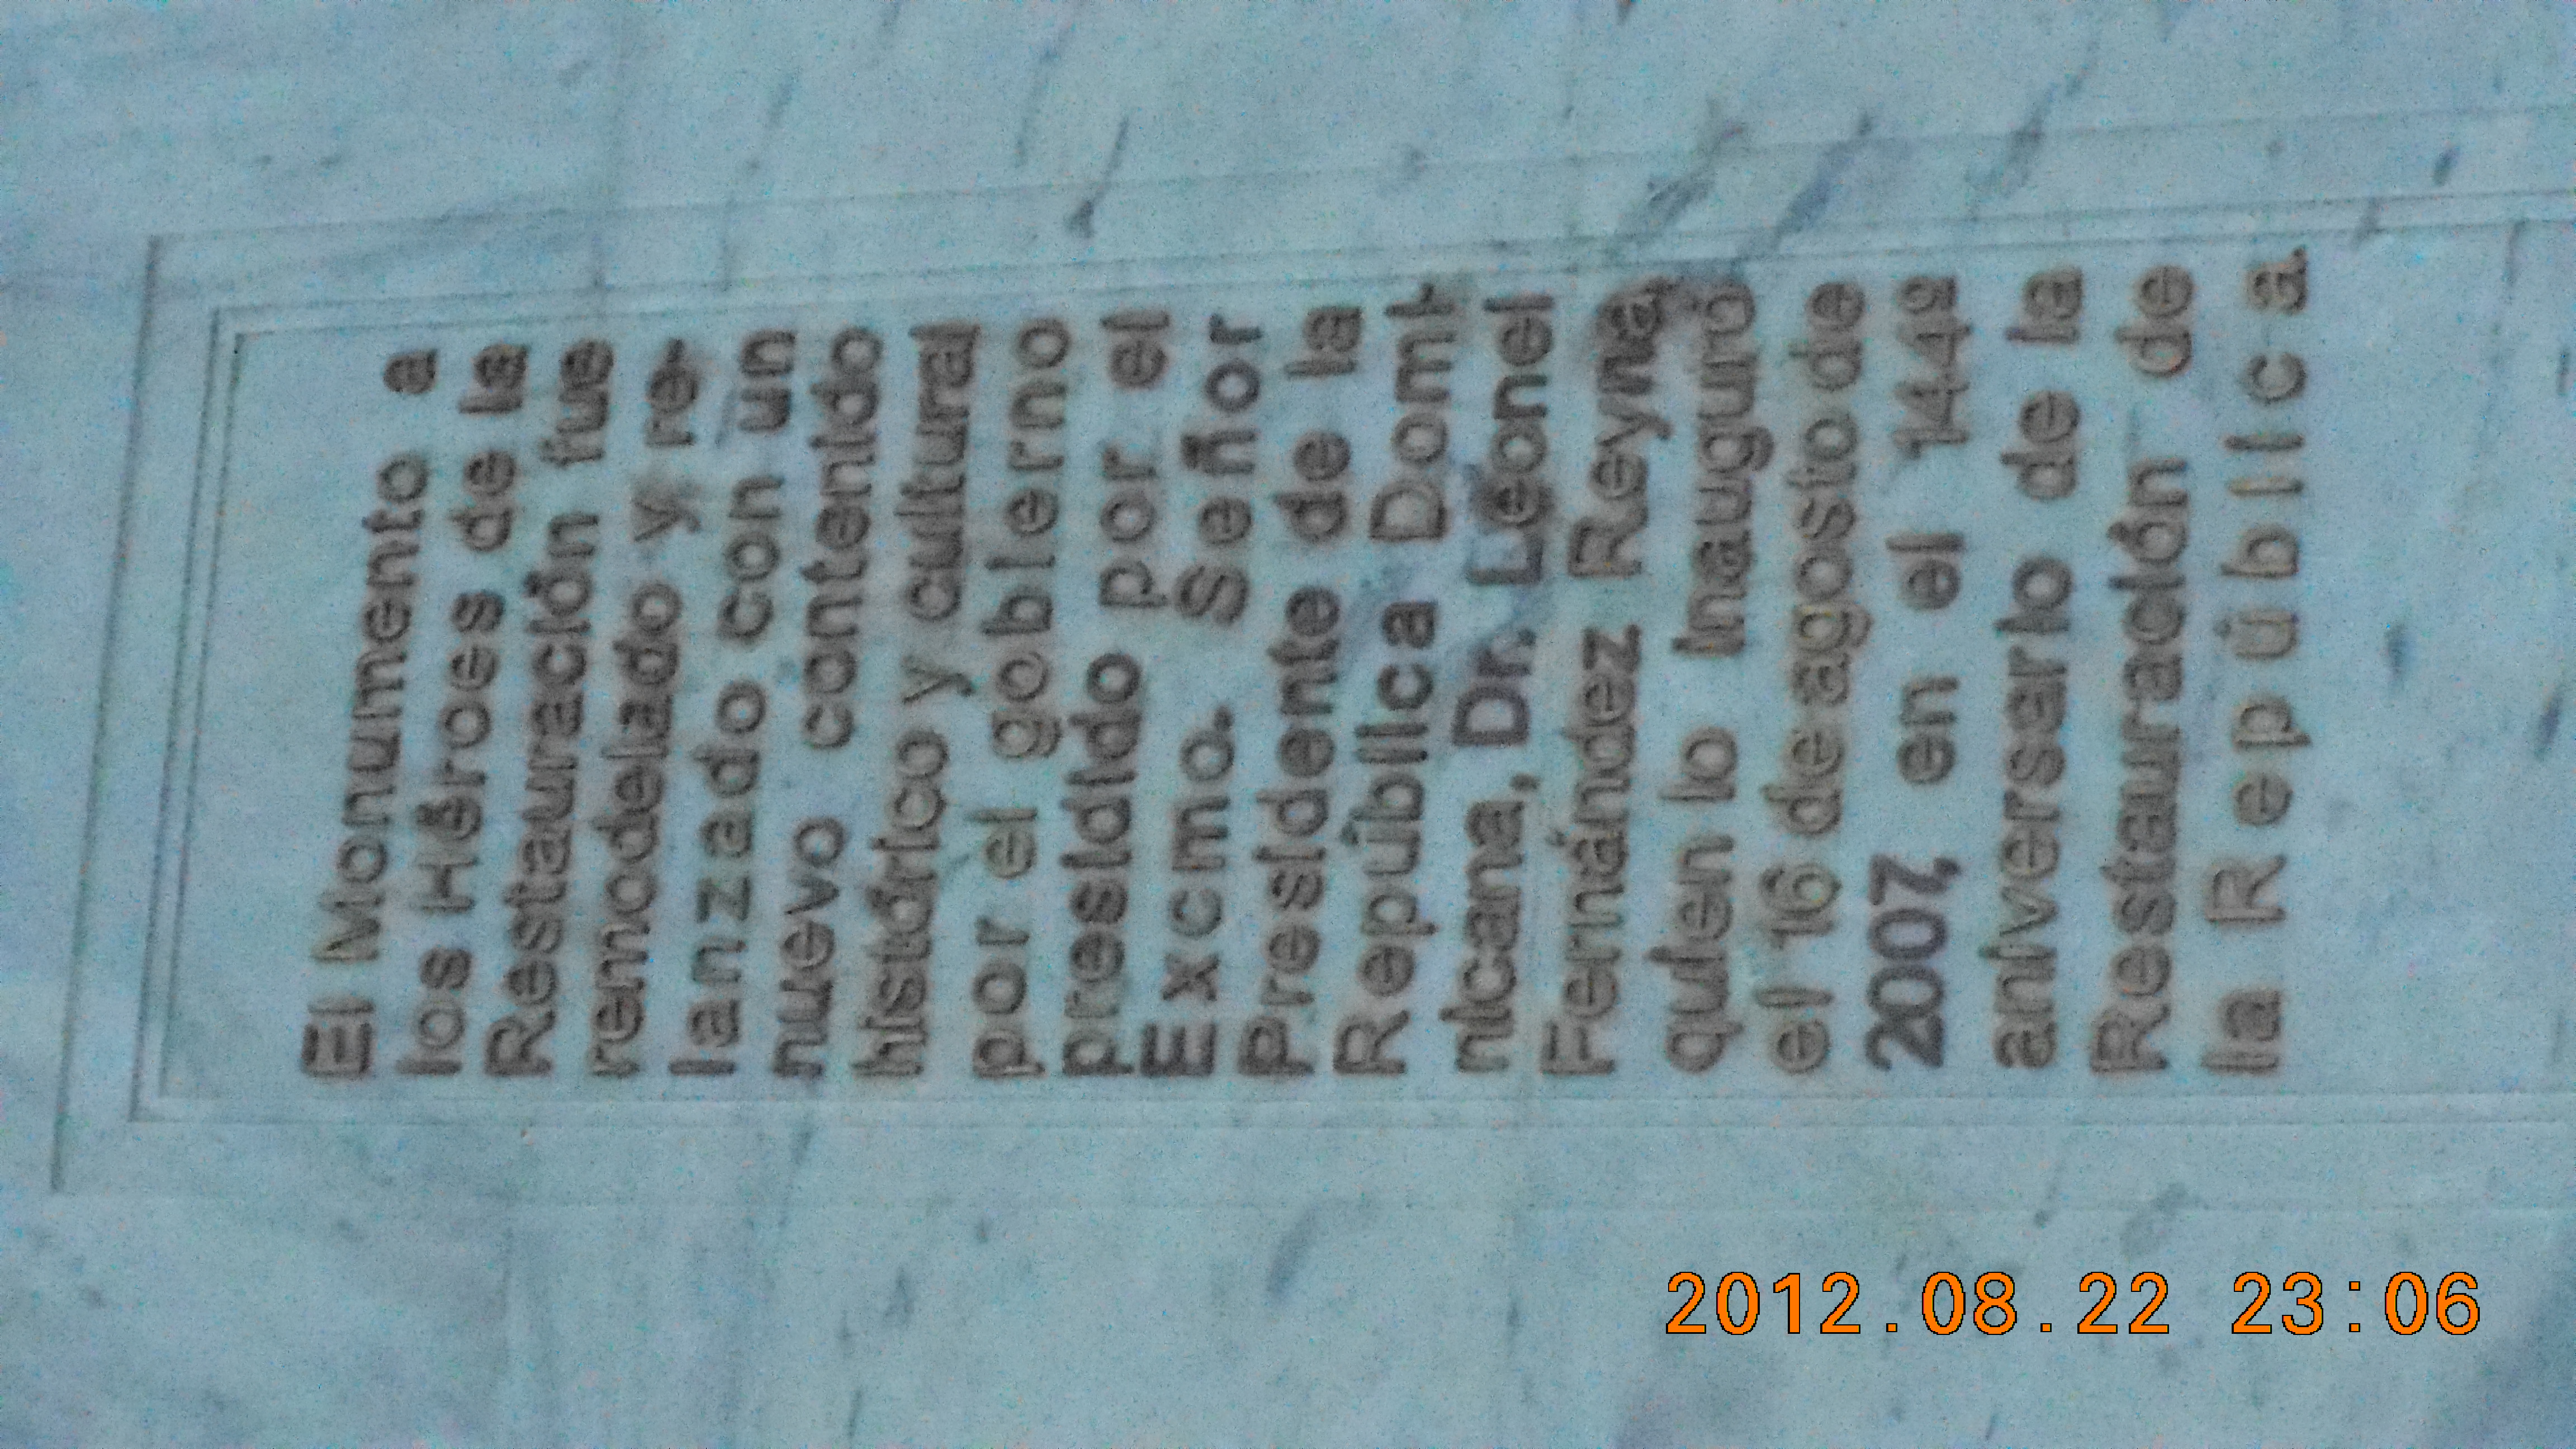 El Monumento a
los Héroes de la
Restauración fue
remodelado y re-
lanzado con un
nuevo contenido
histórico y cultural
por el gobierno
presidido por el
Excmo. Señor
Presidente de la
República Domi-
nicana, Dr. Leonel
Fernández Reyna,
quien lo inauguró
el 16 de agosto de
2007, en el 144º
aniversario de la
Restauración de
la República.
2012.08.22 23:06